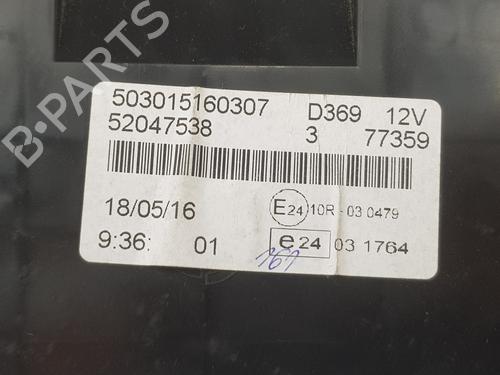 503015160307 D369 12V
52047538 3 77359
18/05/16 E24 10R-03 0479
9:36: 01 e24 03 1764
161
B-PARTS